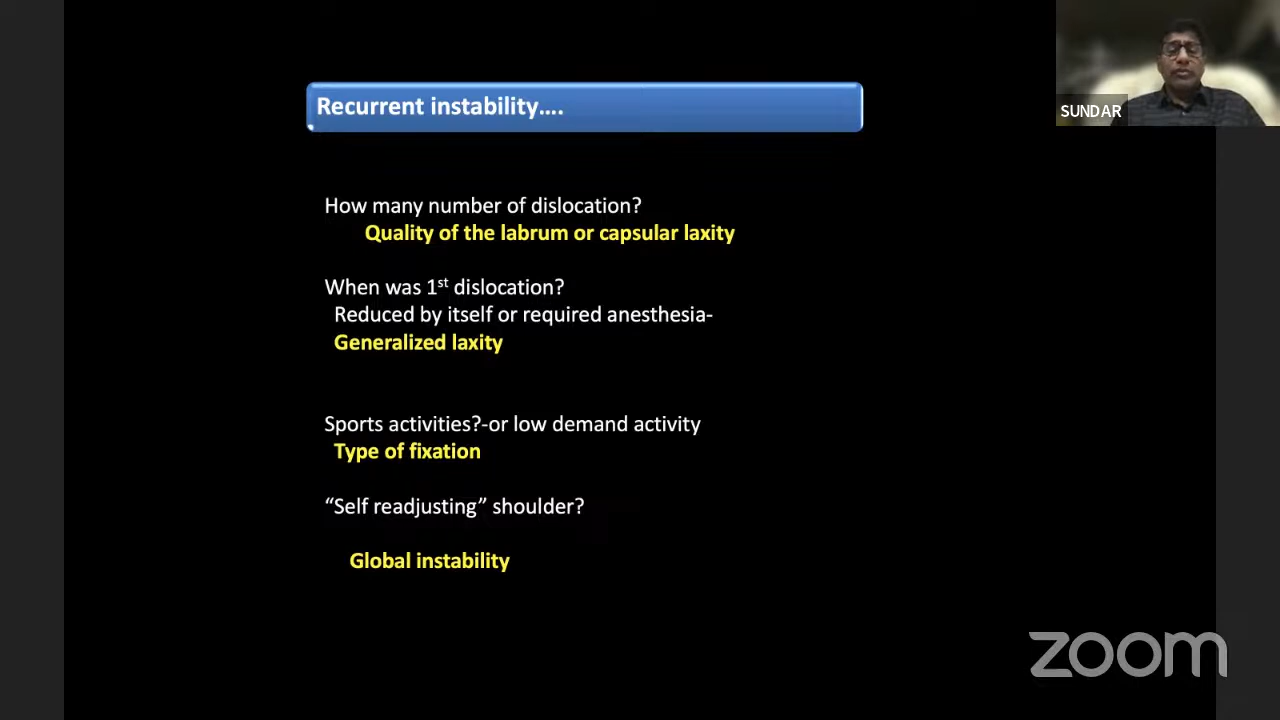 Recurrent instability....
SUNDAR
How many number of dislocation?
Quality of the labrum or capsular laxity
When was 1st dislocation?
Reduced by itself or required anesthesia-
Generalized laxity
Sports activities?-or low demand activity
Type of fixation
“Self readjusting” shoulder?
Global instability
zoom